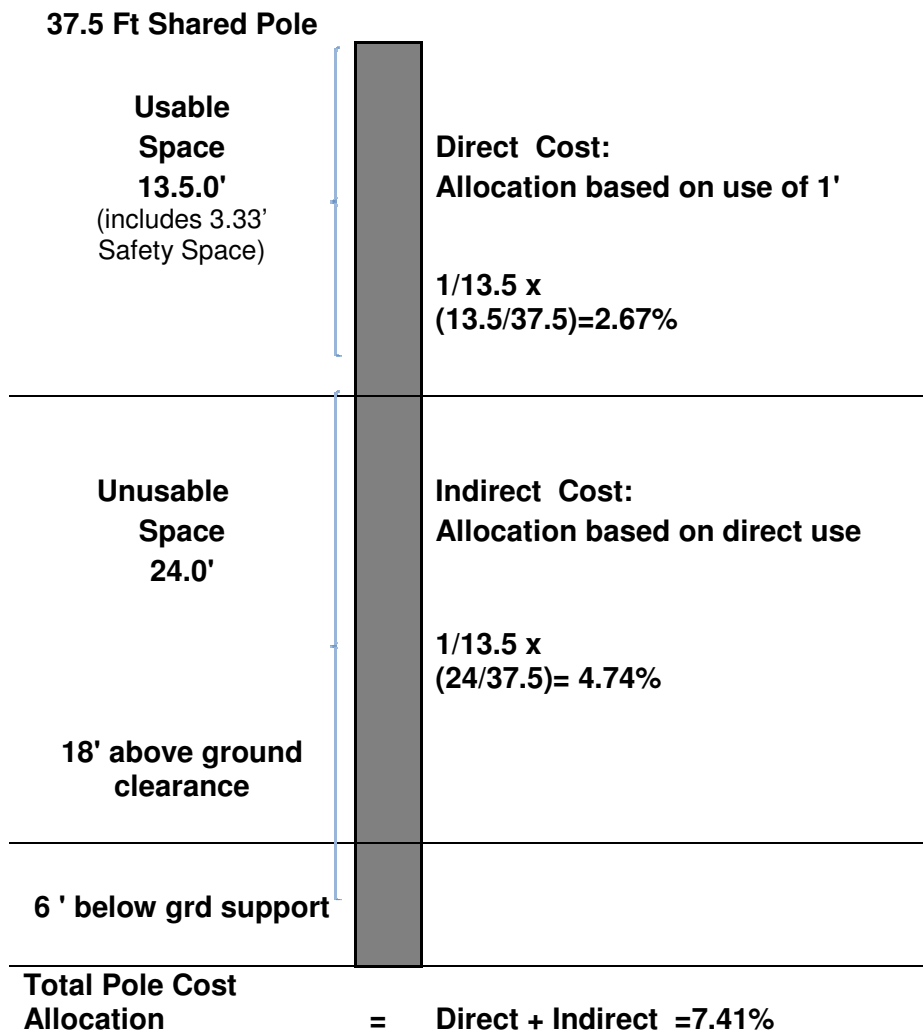 37.5 Ft Shared Pole
Usable
Space
13.5.0'
(includes 3.33’
Safety Space)
Direct Cost:
Allocation based on use of 1'
1/13.5 x
(13.5/37.5)=2.67%
Unusable
Space
24.0'
Indirect Cost:
Allocation based on direct use
1/13.5 x
(24/37.5)= 4.74%
18' above ground
clearance
6 ' below grd support
Total Pole Cost
Allocation = Direct + Indirect =7.41%